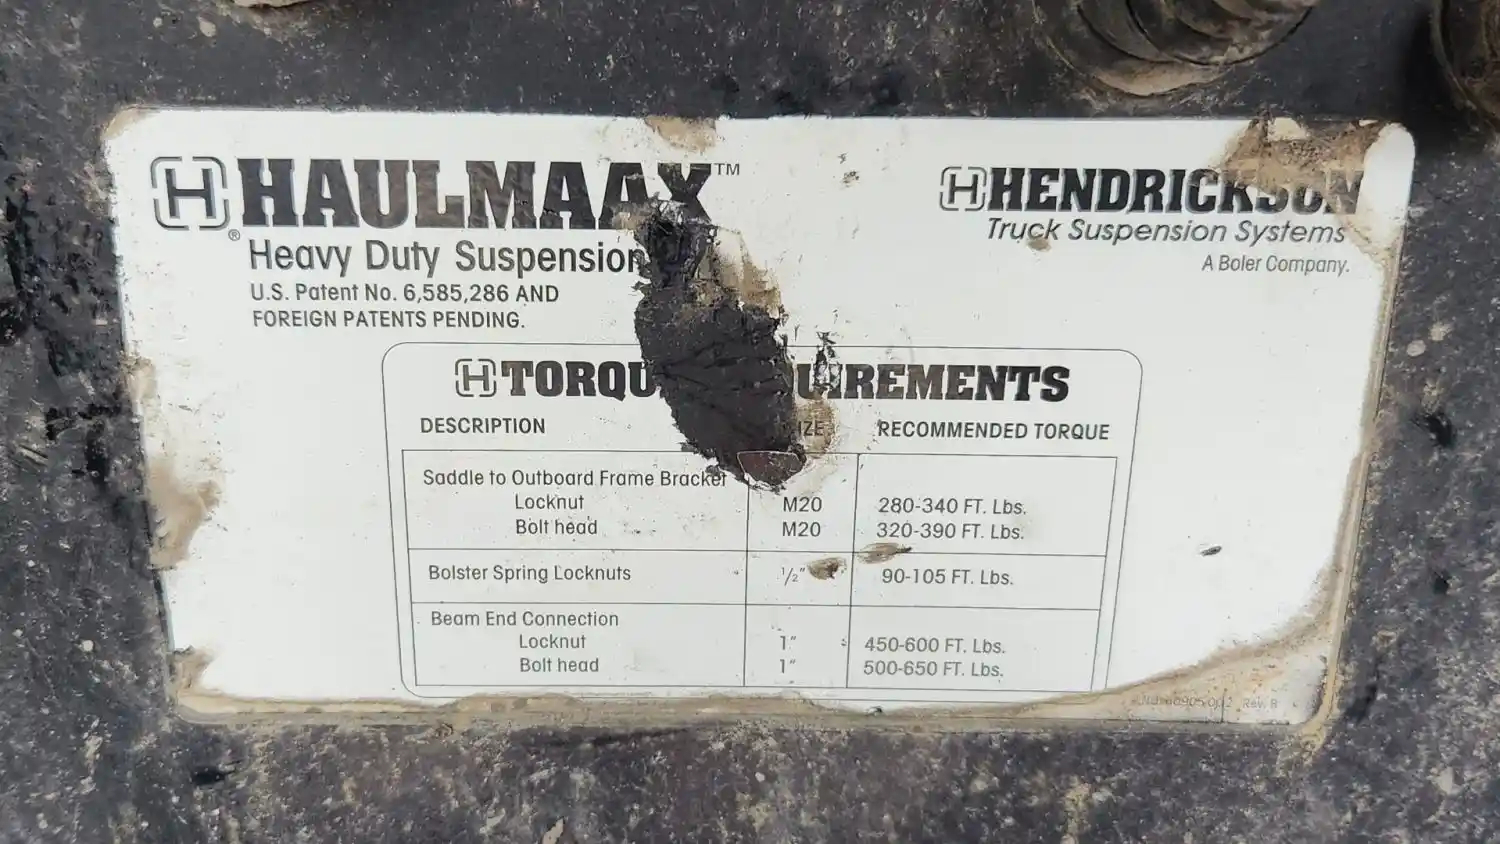 HAULMAAX™
Heavy Duty Suspension
U.S. Patent No. 6,585,286 AND
FOREIGN PATENTS PENDING.
HENDRICKSON
Truck Suspension Systems
A Boler Company.
REQUIREMENTS
DESCRIPTION RECOMMENDED TORQUE
Saddle to Outboard Frame Bracket
Locknut M20 280-340 FT. Lbs.
Bolt head M20 320-390 FT. Lbs.
Bolster Spring Locknuts 1/2" 90-105 FT. Lbs.
Beam End Connection
Locknut 1" 450-600 FT. Lbs.
Bolt head 1" 500-650 FT. Lbs.
Rev. B